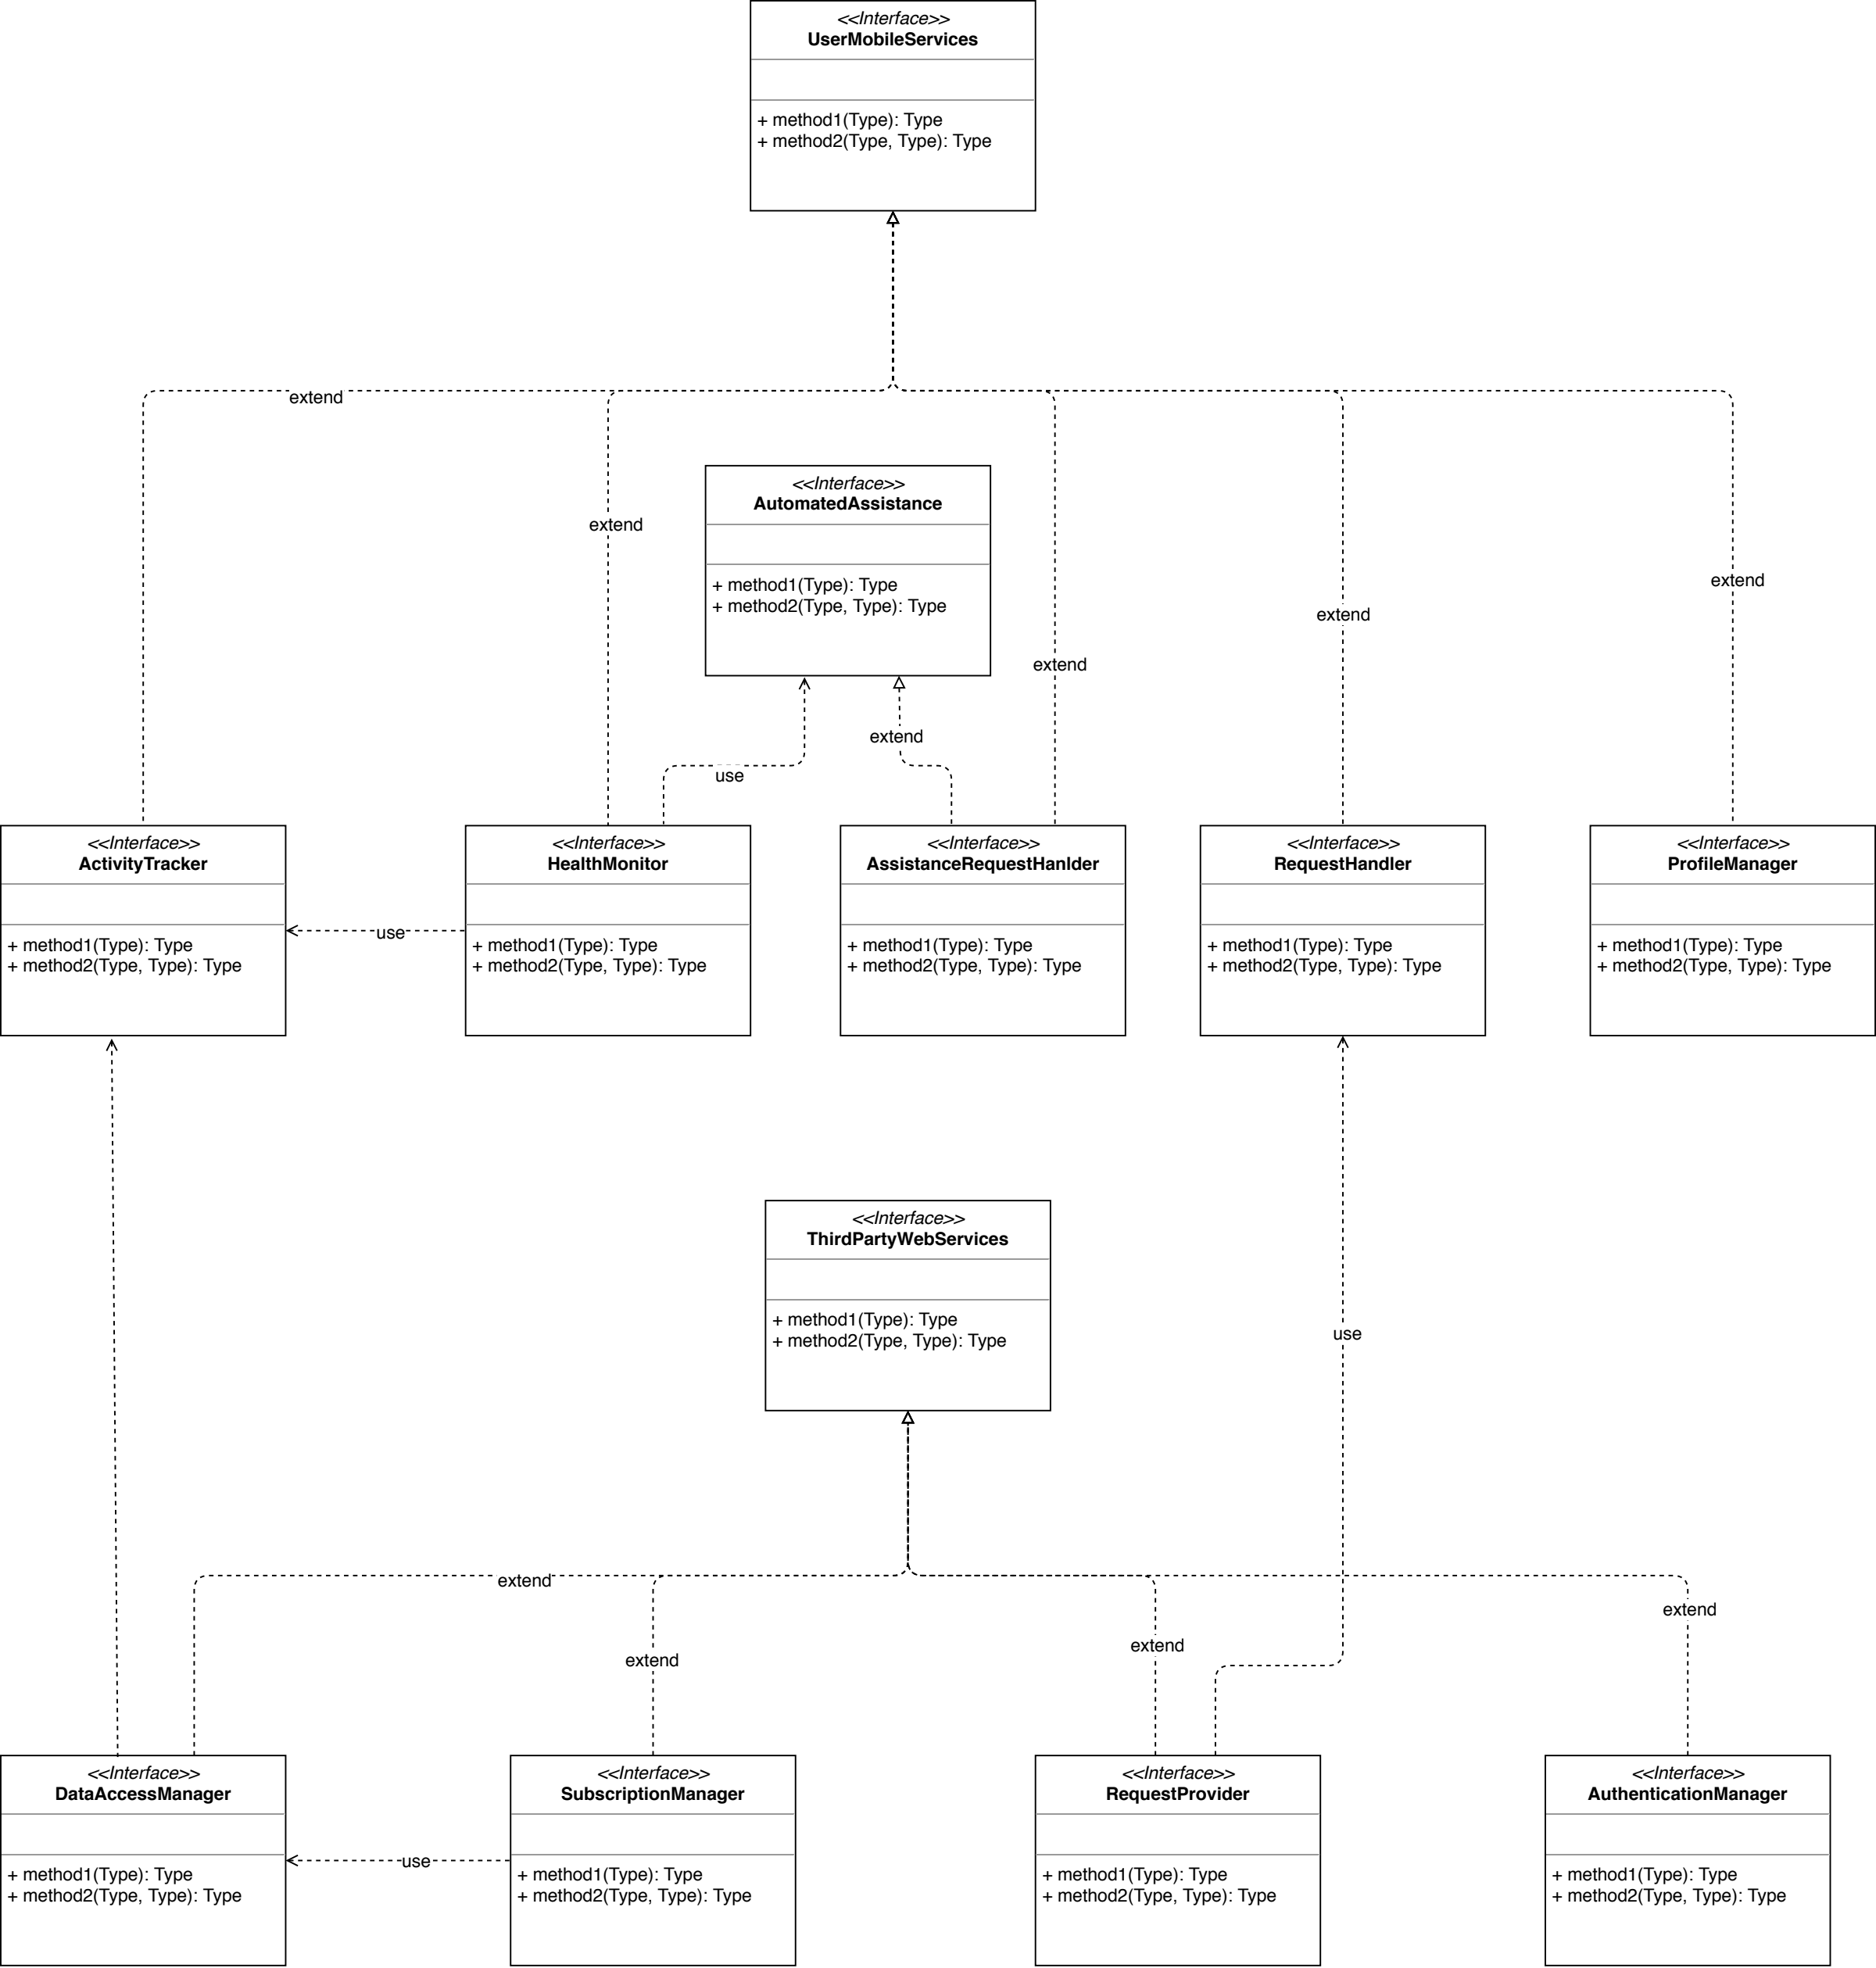 <<Interface>>
UserMobileServices
+ method1(Type): Type
+ method2(Type, Type): Type
extend
extend
extend
extend
extend
<<Interface>>
AutomatedAssistance
+ method1(Type): Type
+ method2(Type, Type): Type
extend
use
<<Interface>>
ActivityTracker
+ method1(Type): Type
+ method2(Type, Type): Type
use
<<Interface>>
HealthMonitor
+ method1(Type): Type
+ method2(Type, Type): Type
<<Interface>>
AssistanceRequestHanlder
+ method1(Type): Type
+ method2(Type, Type): Type
<<Interface>>
RequestHandler
+ method1(Type): Type
+ method2(Type, Type): Type
<<Interface>>
ProfileManager
+ method1(Type): Type
+ method2(Type, Type): Type
<<Interface>>
ThirdPartyWebServices
+ method1(Type): Type
+ method2(Type, Type): Type
use
extend
extend
extend
extend
<<Interface>>
DataAccessManager
+ method1(Type): Type
+ method2(Type, Type): Type
use
<<Interface>>
SubscriptionManager
+ method1(Type): Type
+ method2(Type, Type): Type
<<Interface>>
RequestProvider
+ method1(Type): Type
+ method2(Type, Type): Type
<<Interface>>
AuthenticationManager
+ method1(Type): Type
+ method2(Type, Type): Type